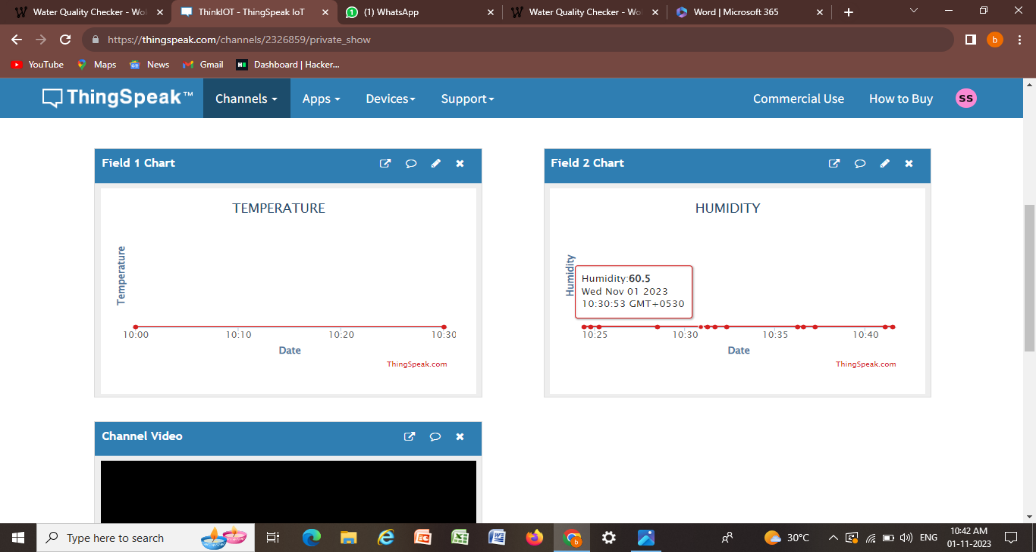 Water Quality Checker - Wo
ThinkIOT - ThingSpeak IoT
(1) WhatsApp
Water Quality Checker - Wo
Word | Microsoft 365
https://thingspeak.com/channels/2326859/private_show
YouTube
Maps
News
Gmail
Dashboard | Hacker...
ThingSpeak™
Channels
Apps
Devices
Support
Commercial Use
How to Buy
SS
Field 1 Chart
TEMPERATURE
Temperature
10:00
10:10
10:20
10:30
Date
ThingSpeak.com
Field 2 Chart
HUMIDITY
Humidity
Humidity:60.5
Wed Nov 01 2023
10:30:53 GMT+0530
10:25
10:30
10:35
10:40
Date
ThingSpeak.com
Channel Video
Type here to search
30°C
ENG
10:42 AM
01-11-2023